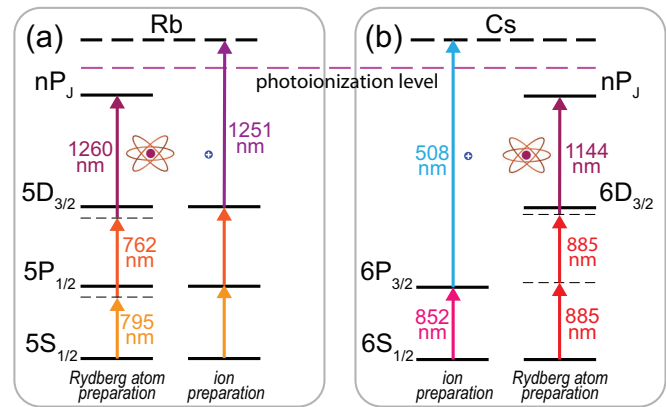 (a)
Rb
nP_J
1260
nm
1251
nm
5D_3/2
762
nm
5P_1/2
795
nm
5S_1/2
Rydberg atom
preparation
ion
preparation
photoionization level
(b)
Cs
nP_J
508
nm
1144
nm
6D_3/2
885
nm
6P_3/2
852
nm
885
nm
6S_1/2
ion
preparation
Rydberg atom
preparation